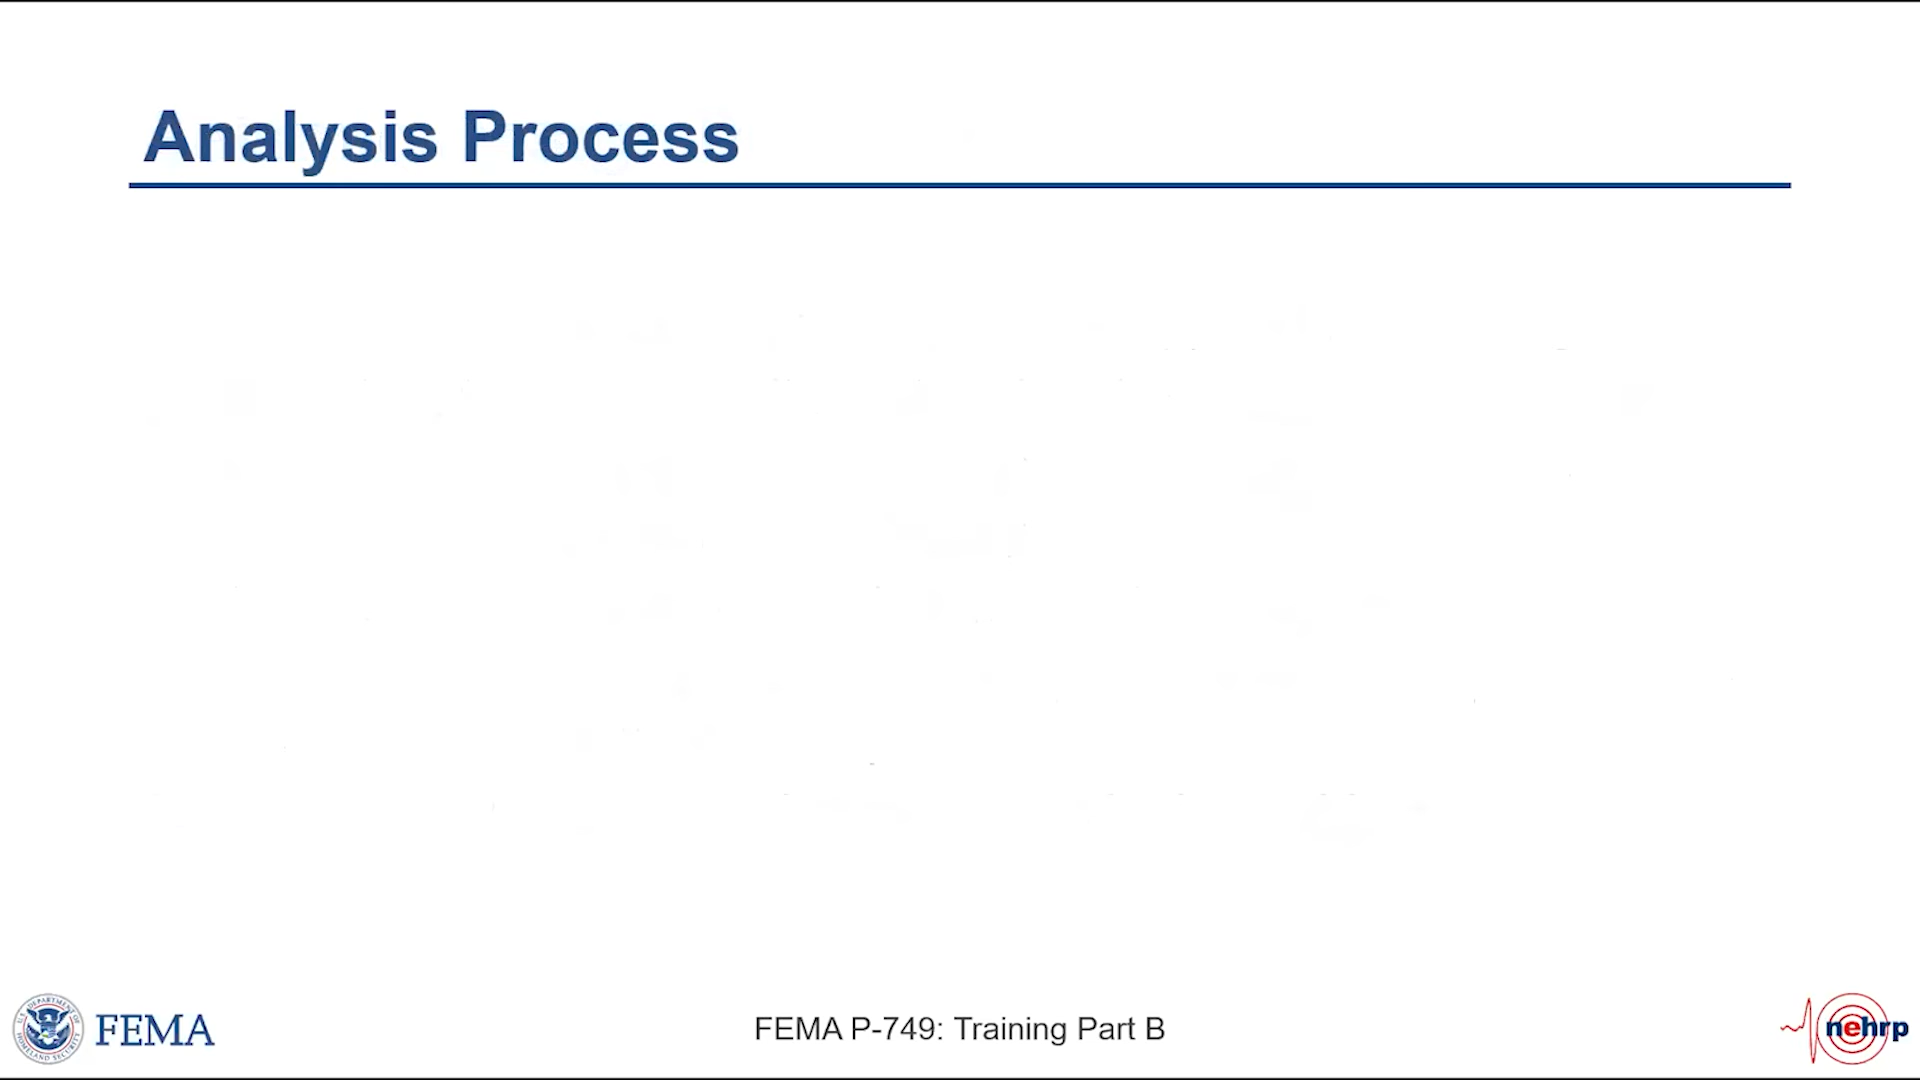 Analysis Process
FEMA
FEMA P-749: Training Part B
nehrp